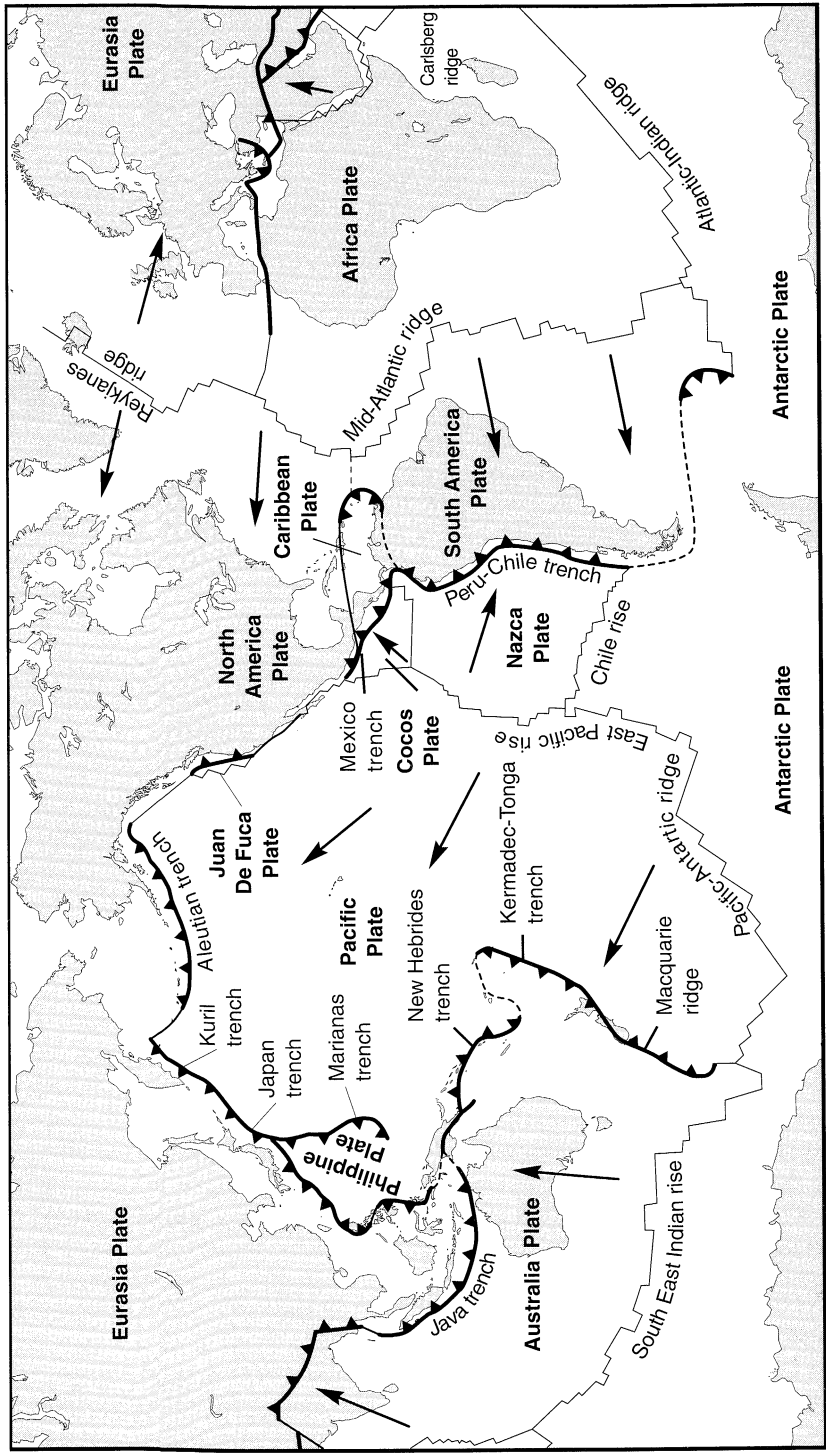 Eurasia
Plate
Carlsberg
ridge
Atlantic-Indian ridge
Africa Plate
Reykjanes
ridge
Mid-Atlantic ridge
Antarctic Plate
Caribbean
Plate
South America
Plate
Peru-Chile trench
North
America
Plate
Nazca
Plate
Chile rise
Mexico
trench
Cocos
Plate
East Pacific rise
Antarctic Plate
Juan
De Fuca
Plate
Aleutian trench
Pacific-Antartic ridge
Kermadec-Tonga
trench
Pacific
Plate
New Hebrides
trench
Macquarie
ridge
Kuril
trench
Japan
trench
Marianas
trench
Philippine
Plate
Eurasia Plate
Java trench
Australia Plate
South East Indian rise